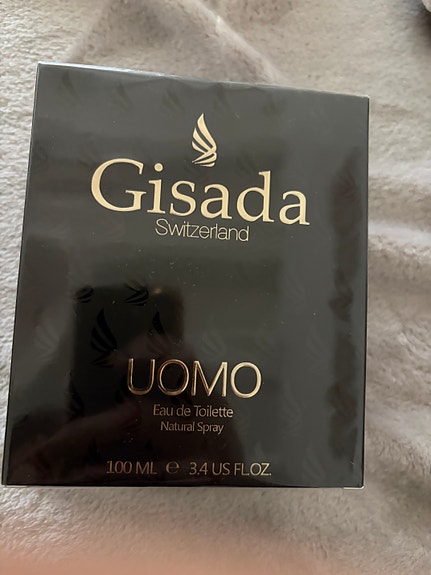 Gisada
Switzerland
UOMO
Eau de Toilette
Natural Spray
100 ML ℮ 3.4 US FL.OZ.